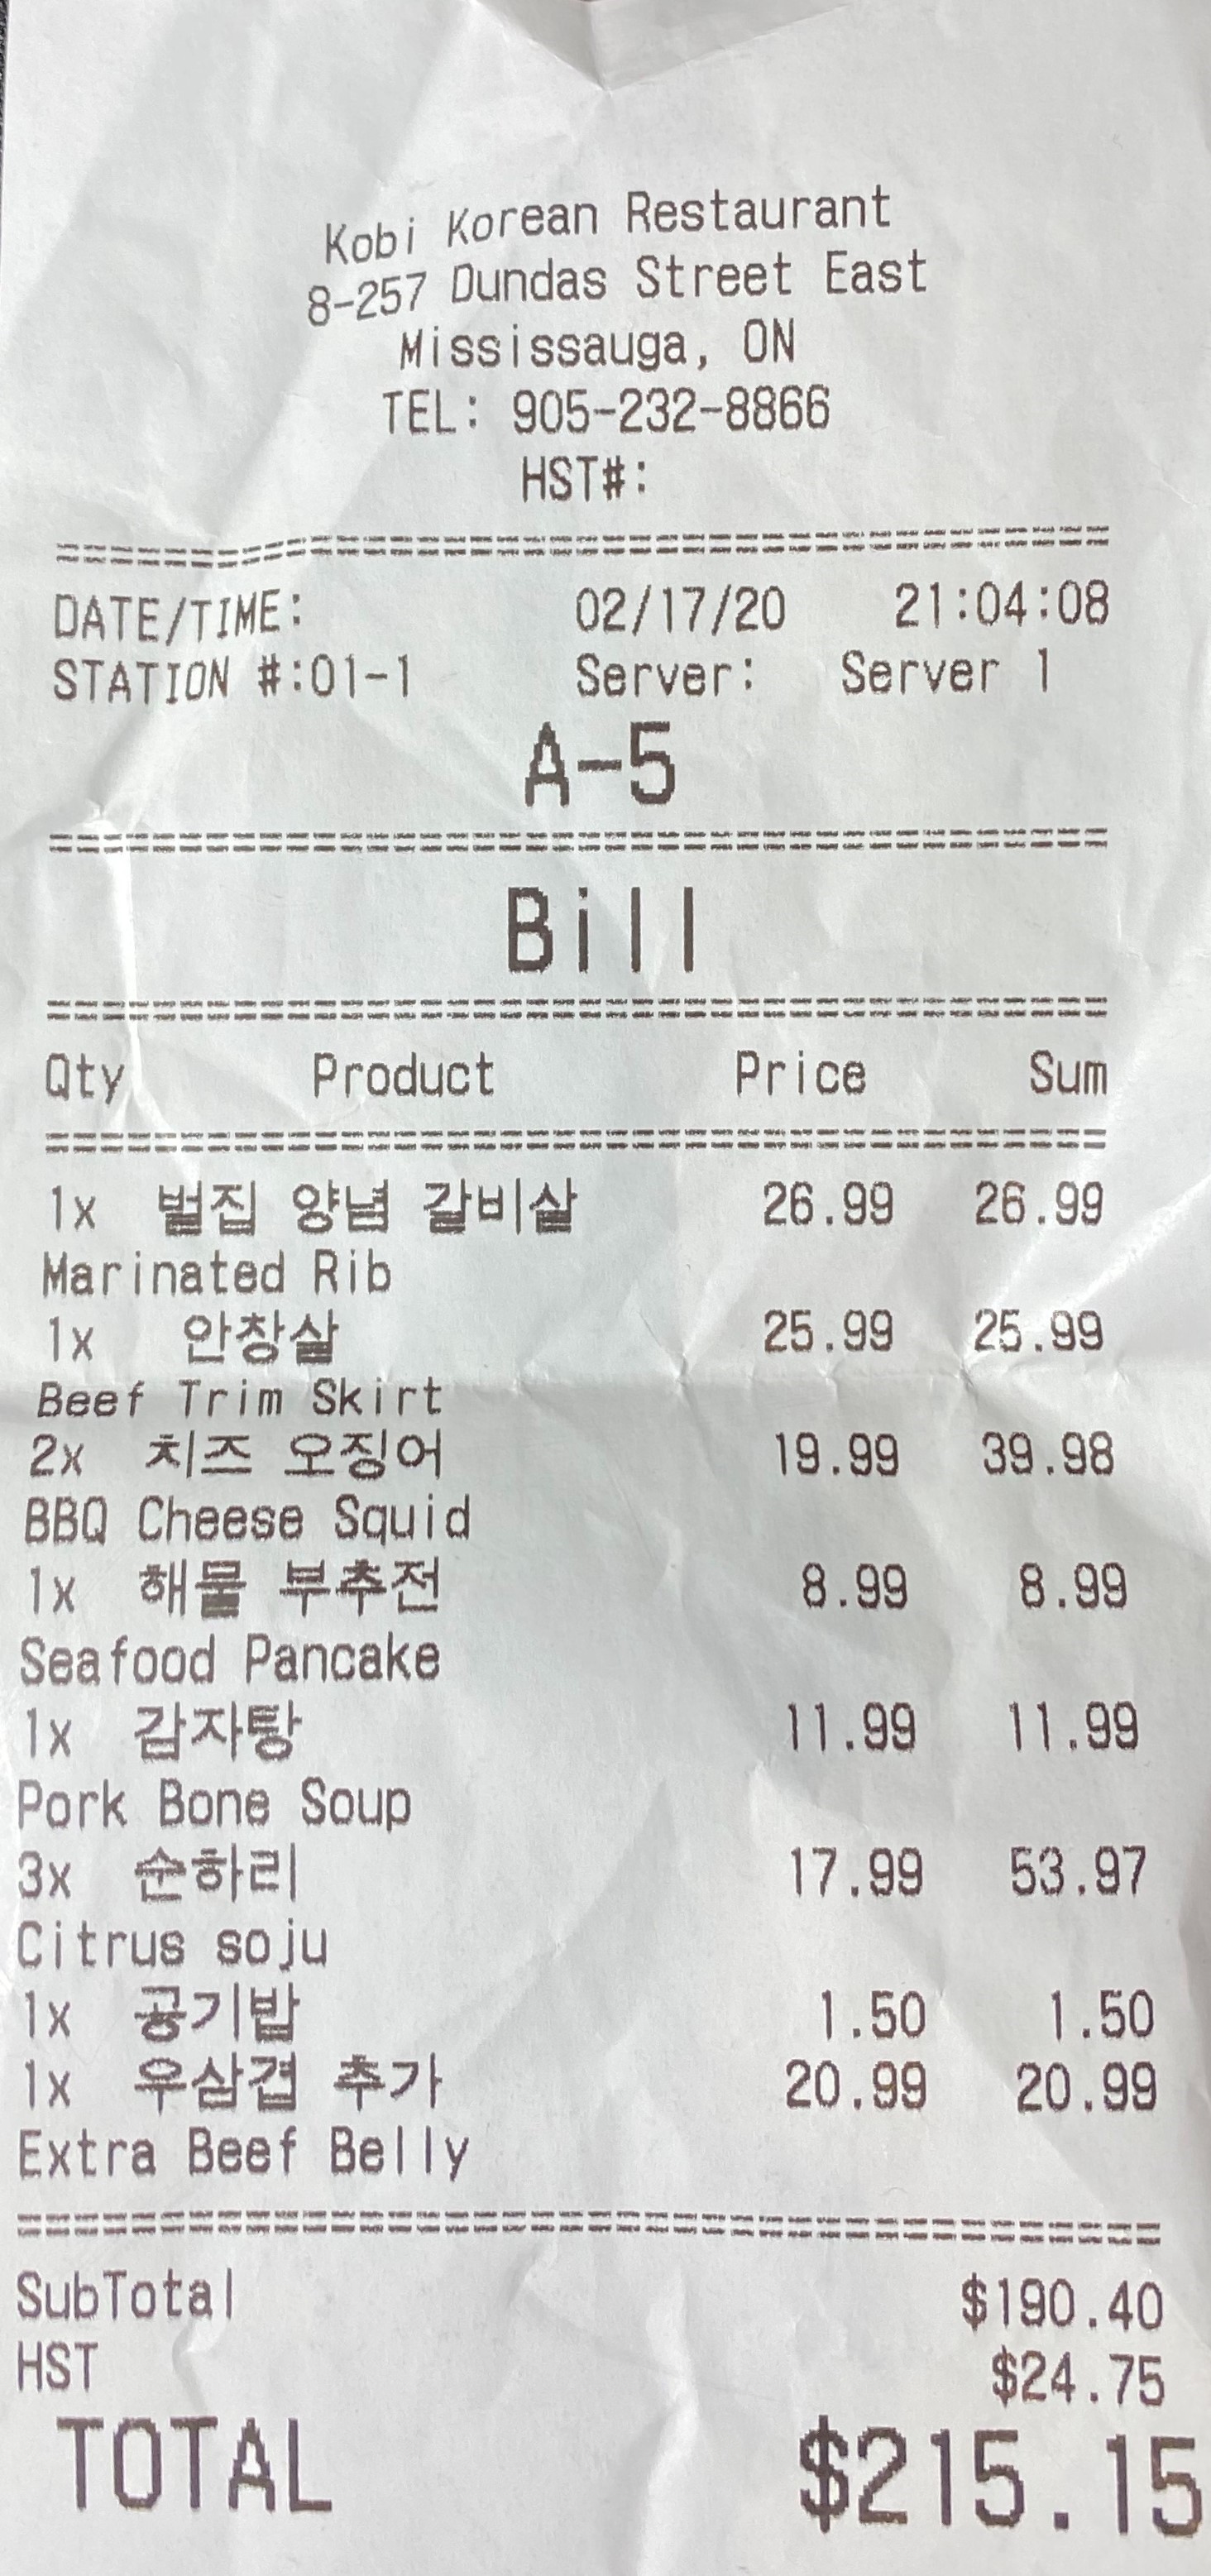 Kobi Korean Restaurant
8-257 Dundas Street East
Mississauga, ON
TEL: 905-232-8866
HST#:
DATE/TIME: 02/17/20 21:04:08
STATION #:01-1 Server: Server 1
A-5
Bill
Qty Product Price Sum
1x 벌집 양념 갈비살 26.99 26.99
Marinated Rib
1x 안창살 25.99 25.99
Beef Trim Skirt
2x 치즈 오징어 19.99 39.98
BBQ Cheese Squid
1x 해물 부추전 8.99 8.99
Seafood Pancake
1x 감자탕 11.99 11.99
Pork Bone Soup
3x 순하리 17.99 53.97
Citrus soju
1x 공기밥 1.50 1.50
1x 우삼겹 추가 20.99 20.99
Extra Beef Belly
SubTotal $190.40
HST $24.75
TOTAL $215.15